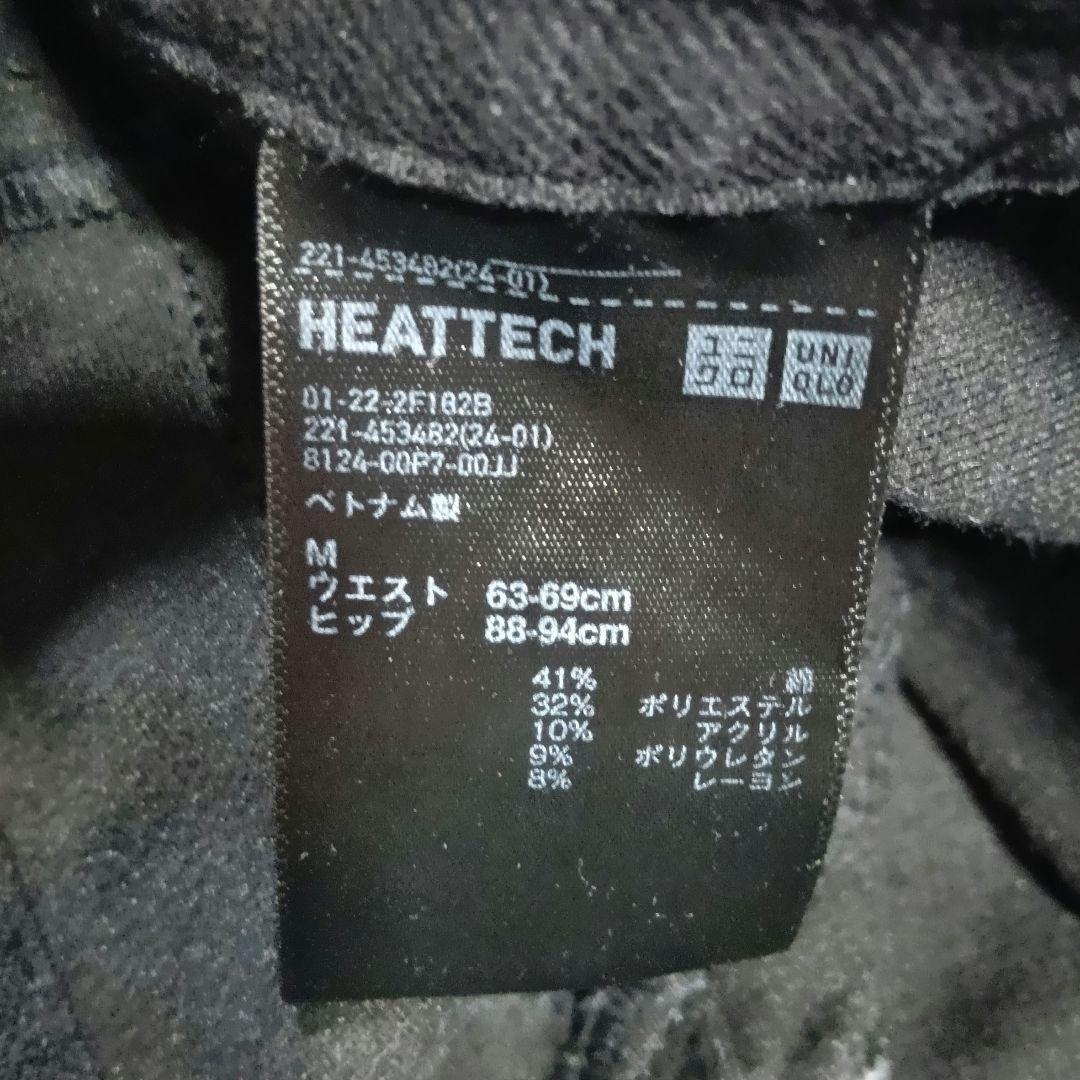 221-453482(24-01)
HEATTECH
ユニクロ
UNIQLO
01-22-2F182B
221-453482(24-01)
8124-00P7-00JJ
ベトナム製
M
ウエスト 63-69cm
ヒップ 88-94cm
41% 綿
32% ポリエステル
10% アクリル
9% ポリウレタン
8% レーヨン